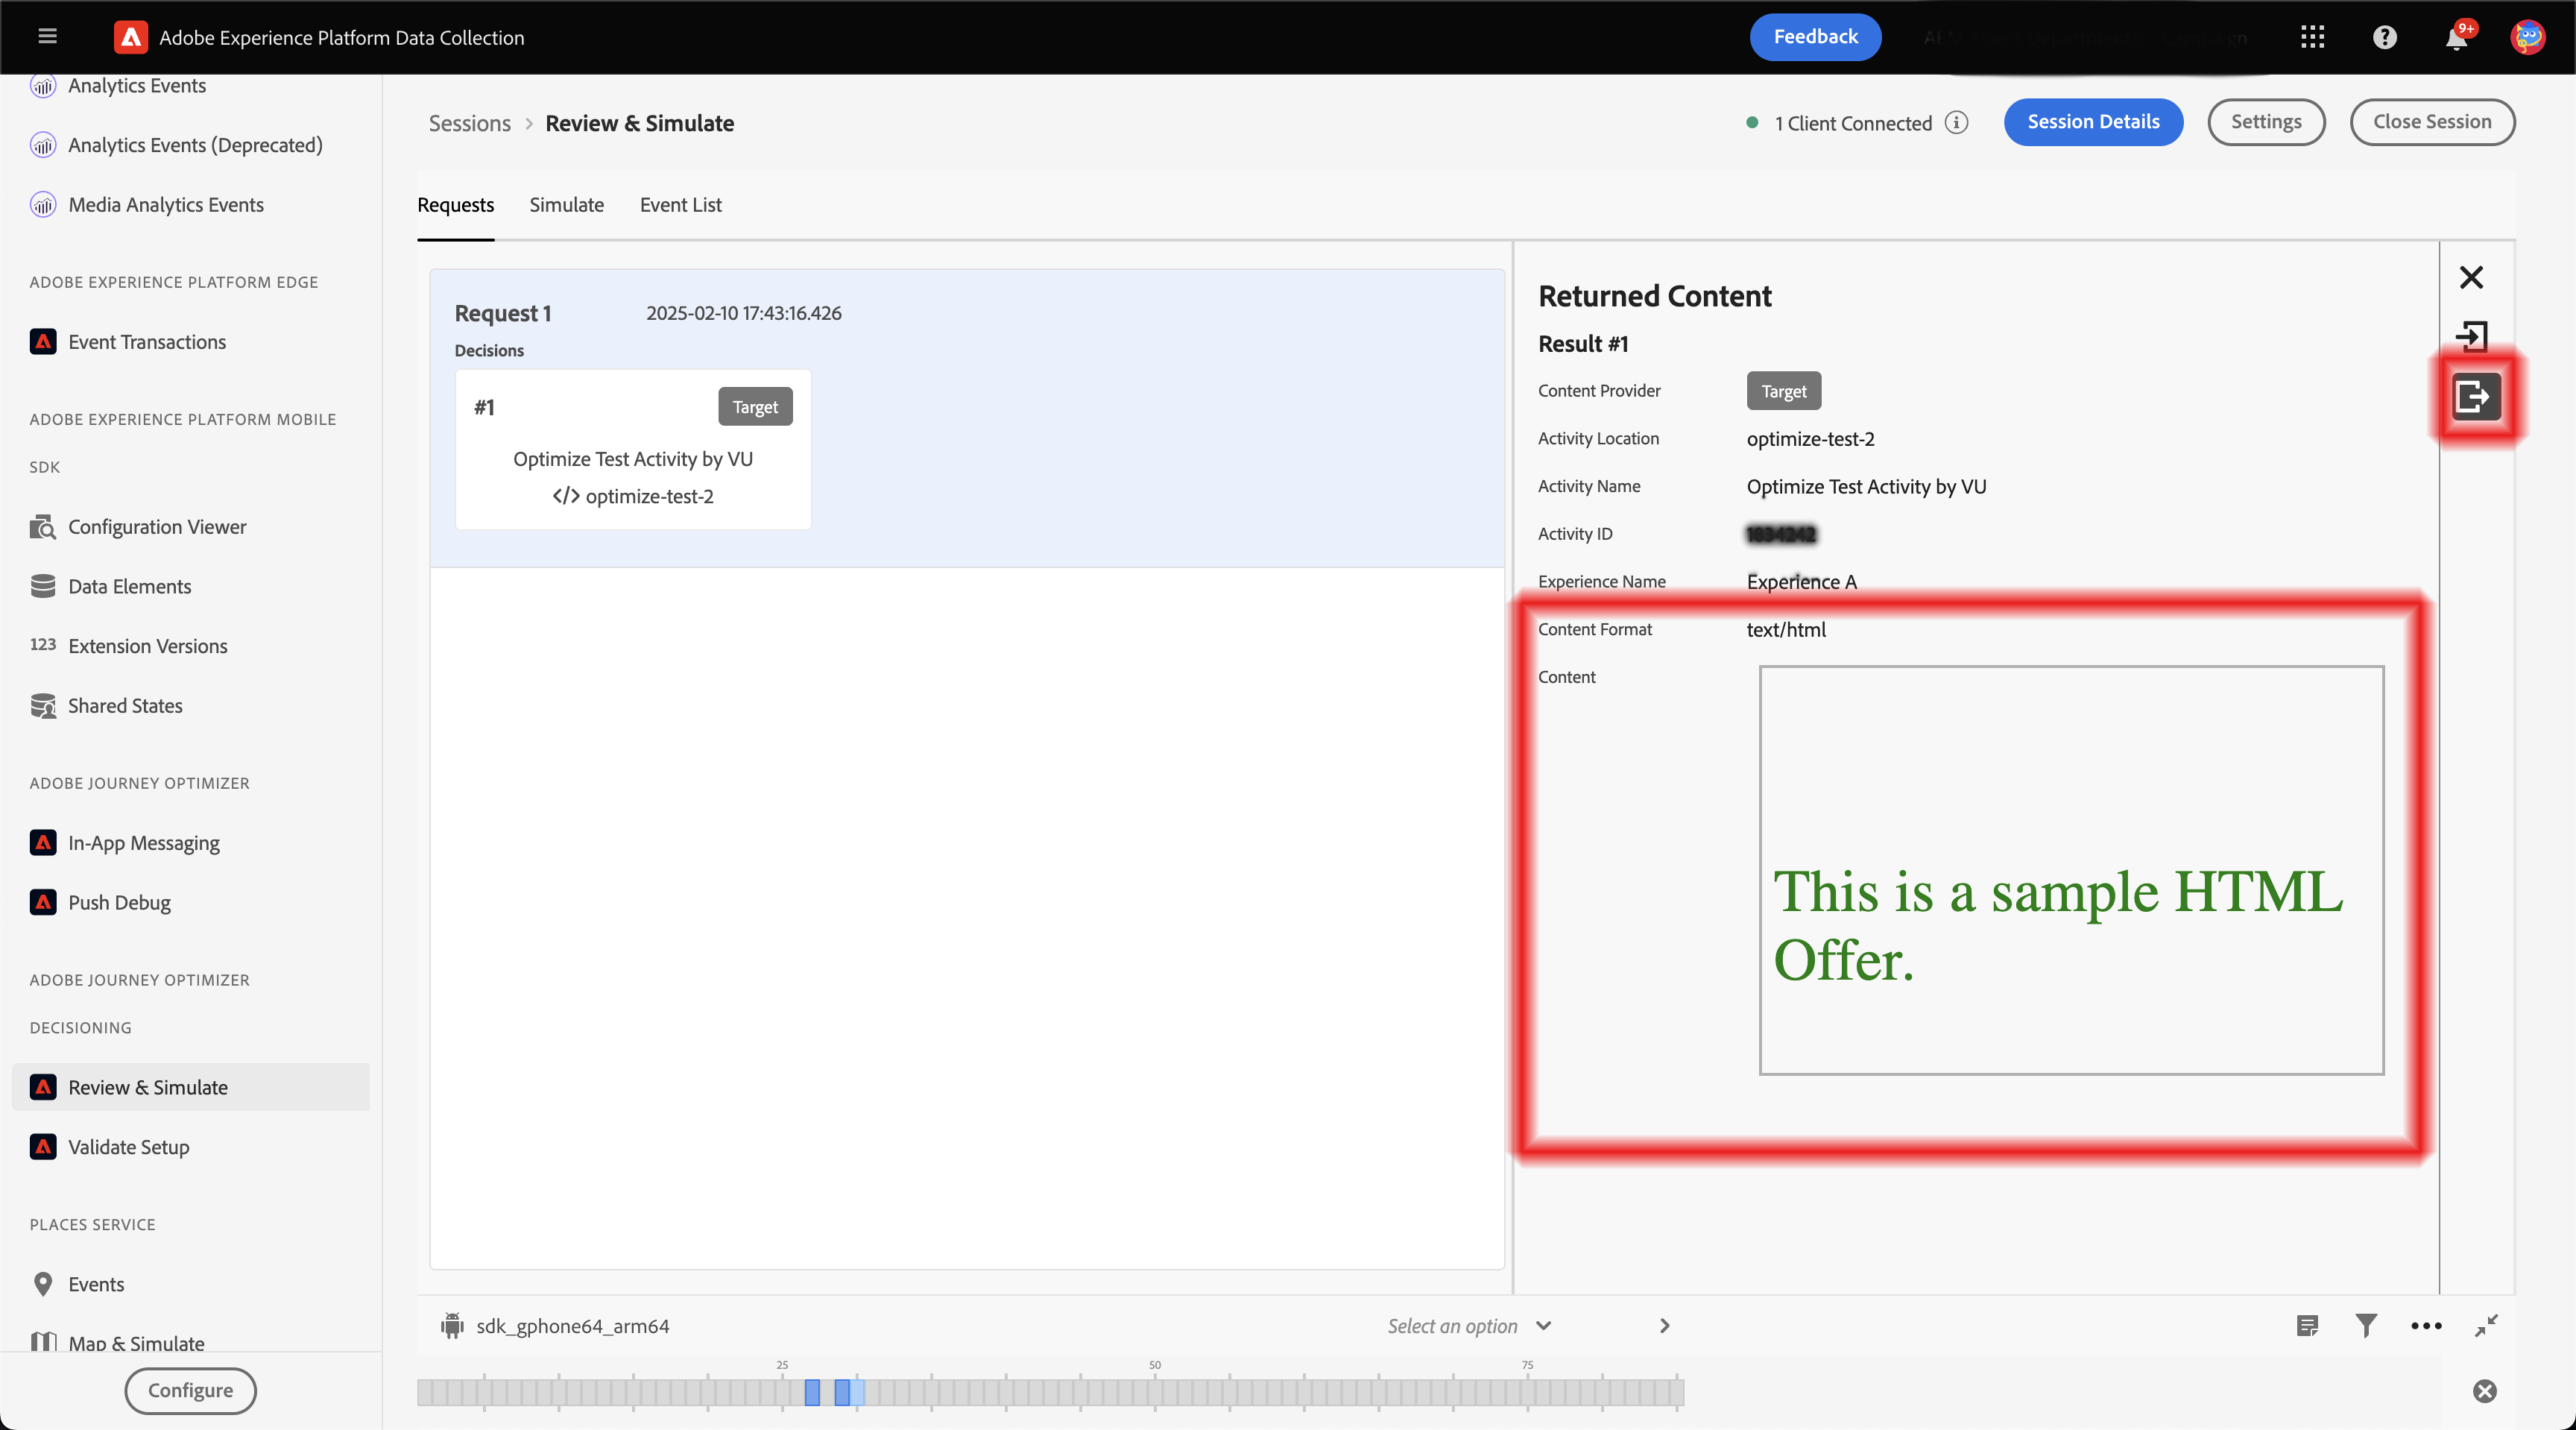 Adobe Experience Platform Data Collection
Feedback
9+
Analytics Events
Analytics Events (Deprecated)
Media Analytics Events
ADOBE EXPERIENCE PLATFORM EDGE
Event Transactions
ADOBE EXPERIENCE PLATFORM MOBILE
SDK
Configuration Viewer
Data Elements
123 Extension Versions
Shared States
ADOBE JOURNEY OPTIMIZER
In-App Messaging
Push Debug
ADOBE JOURNEY OPTIMIZER
DECISIONING
Review & Simulate
Validate Setup
PLACES SERVICE
Events
Map & Simulate
Configure
Sessions > Review & Simulate
1 Client Connected
Session Details
Settings
Close Session
Requests
Simulate
Event List
Request 1
2025-02-10 17:43:16.426
Decisions
#1
Target
Optimize Test Activity by VU
</> optimize-test-2
Returned Content
Result #1
Content Provider
Target
Activity Location
optimize-test-2
Activity Name
Optimize Test Activity by VU
Activity ID
Experience Name
Experience A
Content Format
text/html
Content
This is a sample HTML
Offer.
sdk_gphone64_arm64
Select an option
25
50
75